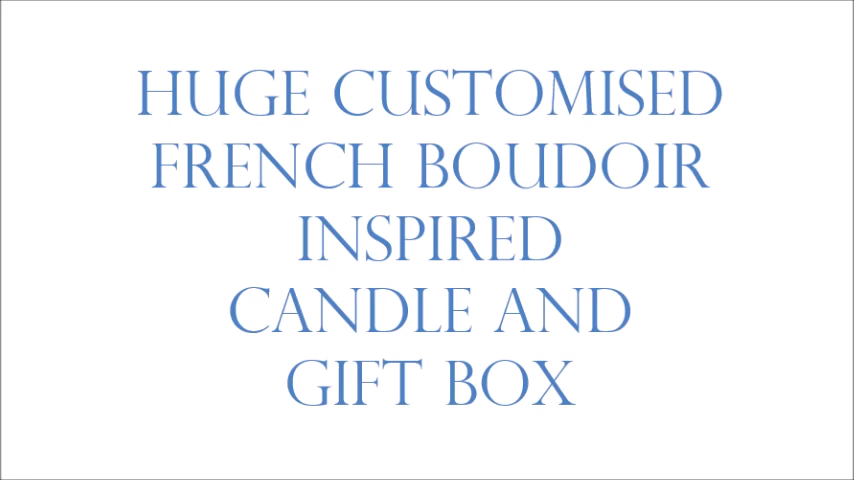 HUGE CUSTOMISED
FRENCH BOUDOIR
INSPIRED
CANDLE AND
GIFT BOX